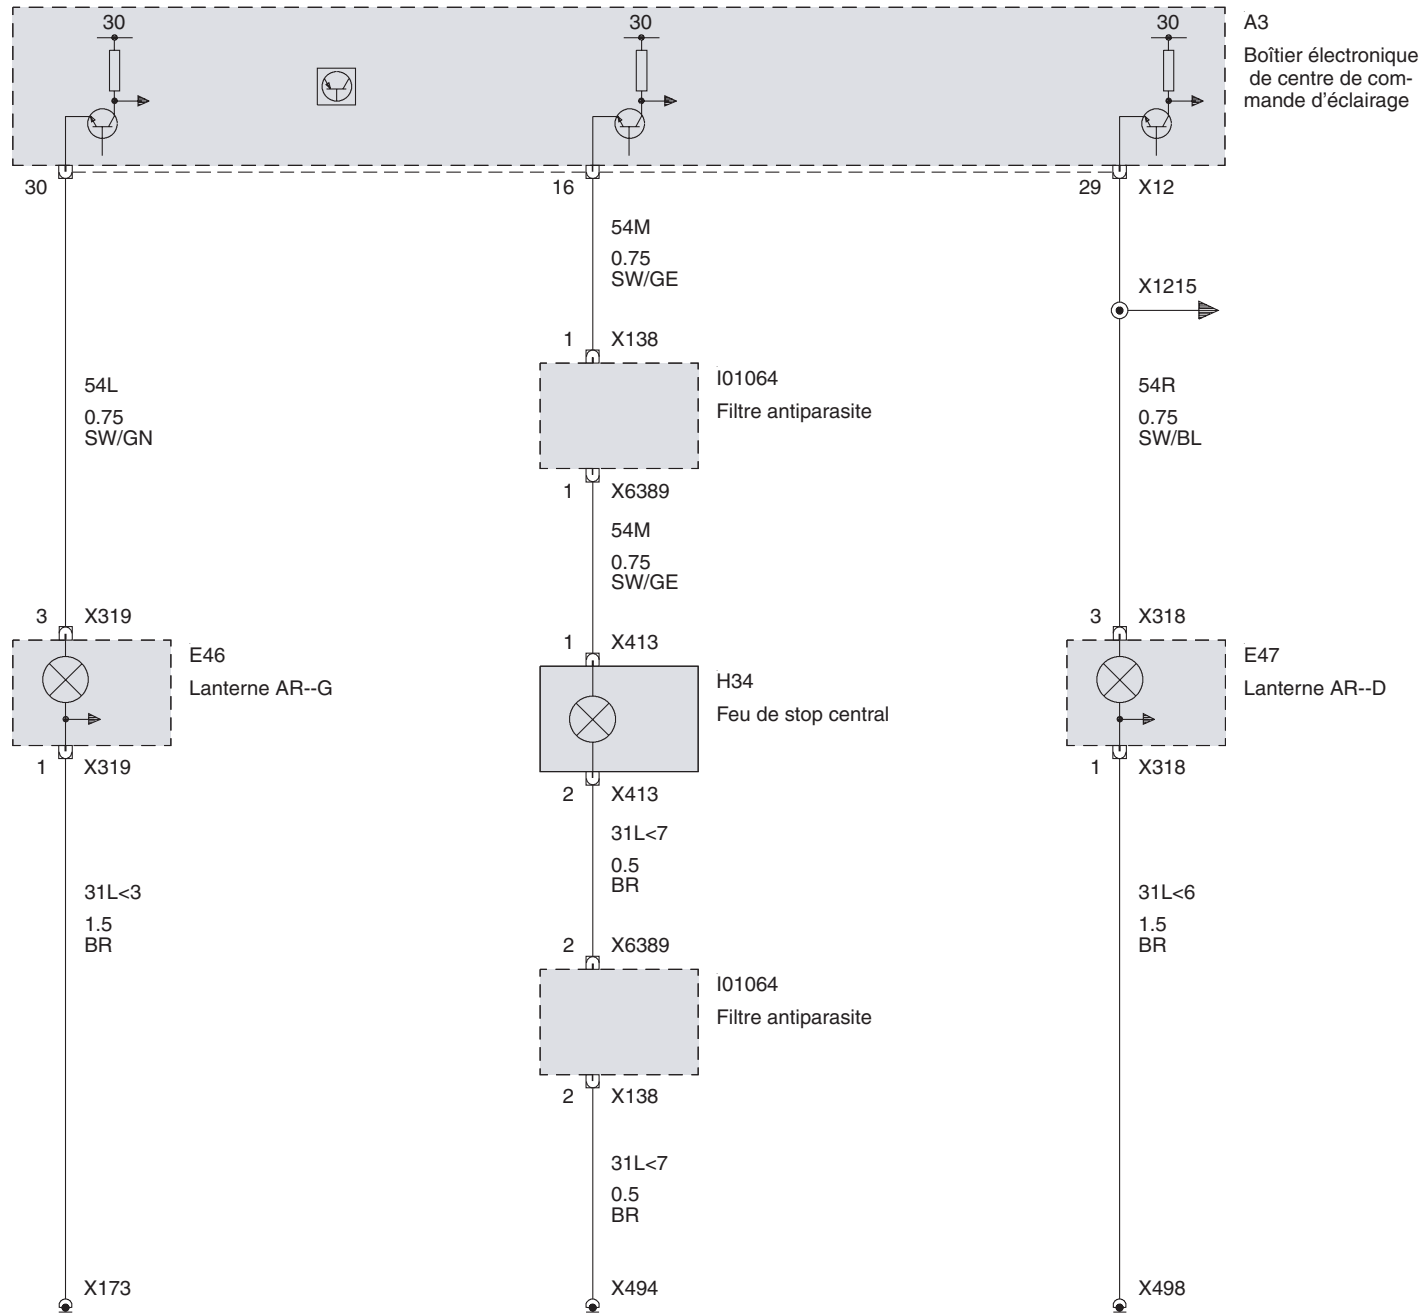 30
30
30
A3
Boîtier électronique
de centre de com-
mande d'éclairage
30
16
29
X12
54M
0.75
SW/GE
X1215
1
X138
I01064
Filtre antiparasite
54L
0.75
SW/GN
54R
0.75
SW/BL
1
X6389
54M
0.75
SW/GE
3
X319
1
X413
3
X318
E46
Lanterne AR--G
H34
Feu de stop central
E47
Lanterne AR--D
1
X319
2
X413
1
X318
31L<7
0.5
BR
31L<3
1.5
BR
31L<6
1.5
BR
2
X6389
I01064
Filtre antiparasite
2
X138
31L<7
0.5
BR
X173
X494
X498